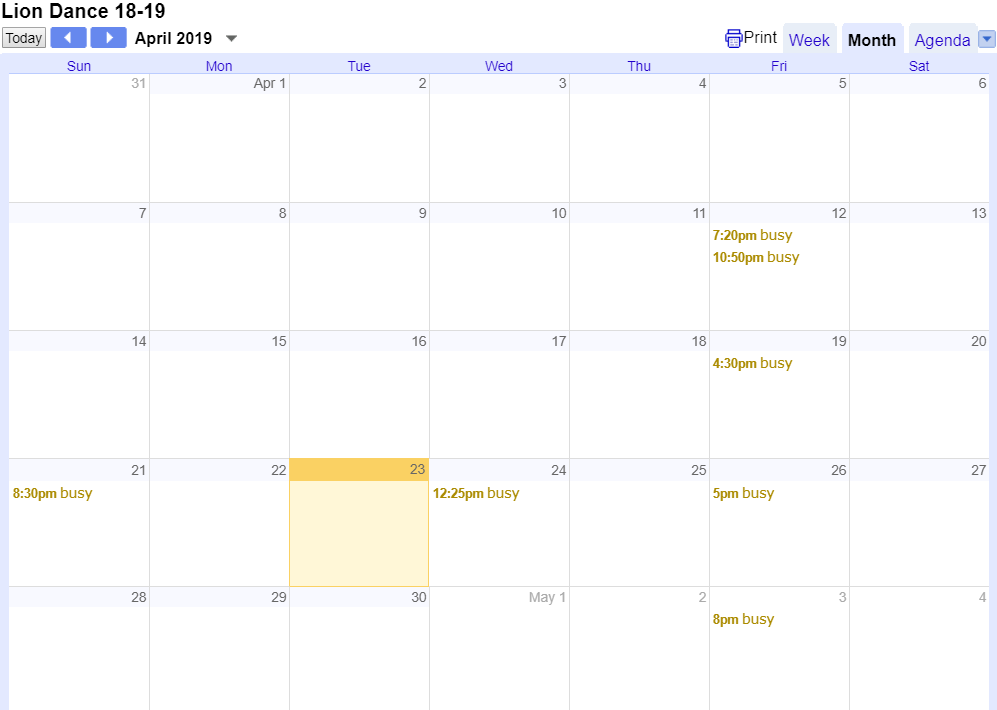 Lion Dance 18-19
Today April 2019 Print Week Month Agenda
Sun Mon Tue Wed Thu Fri Sat
31 Apr 1 2 3 4 5 6
7 8 9 10 11 12 13
7:20pm busy
10:50pm busy
14 15 16 17 18 19 20
4:30pm busy
21 22 23 24 25 26 27
8:30pm busy 12:25pm busy 5pm busy
28 29 30 May 1 2 3 4
8pm busy